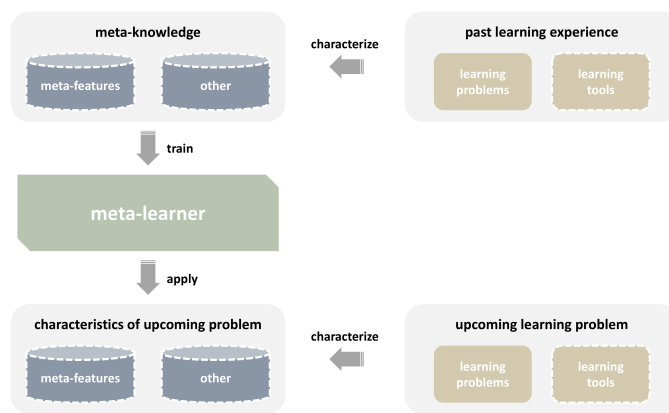 meta-knowledge
meta-features
other
characterize
past learning experience
learning
problems
learning
tools
train
meta-learner
apply
characteristics of upcoming problem
meta-features
other
characterize
upcoming learning problem
learning
problems
learning
tools